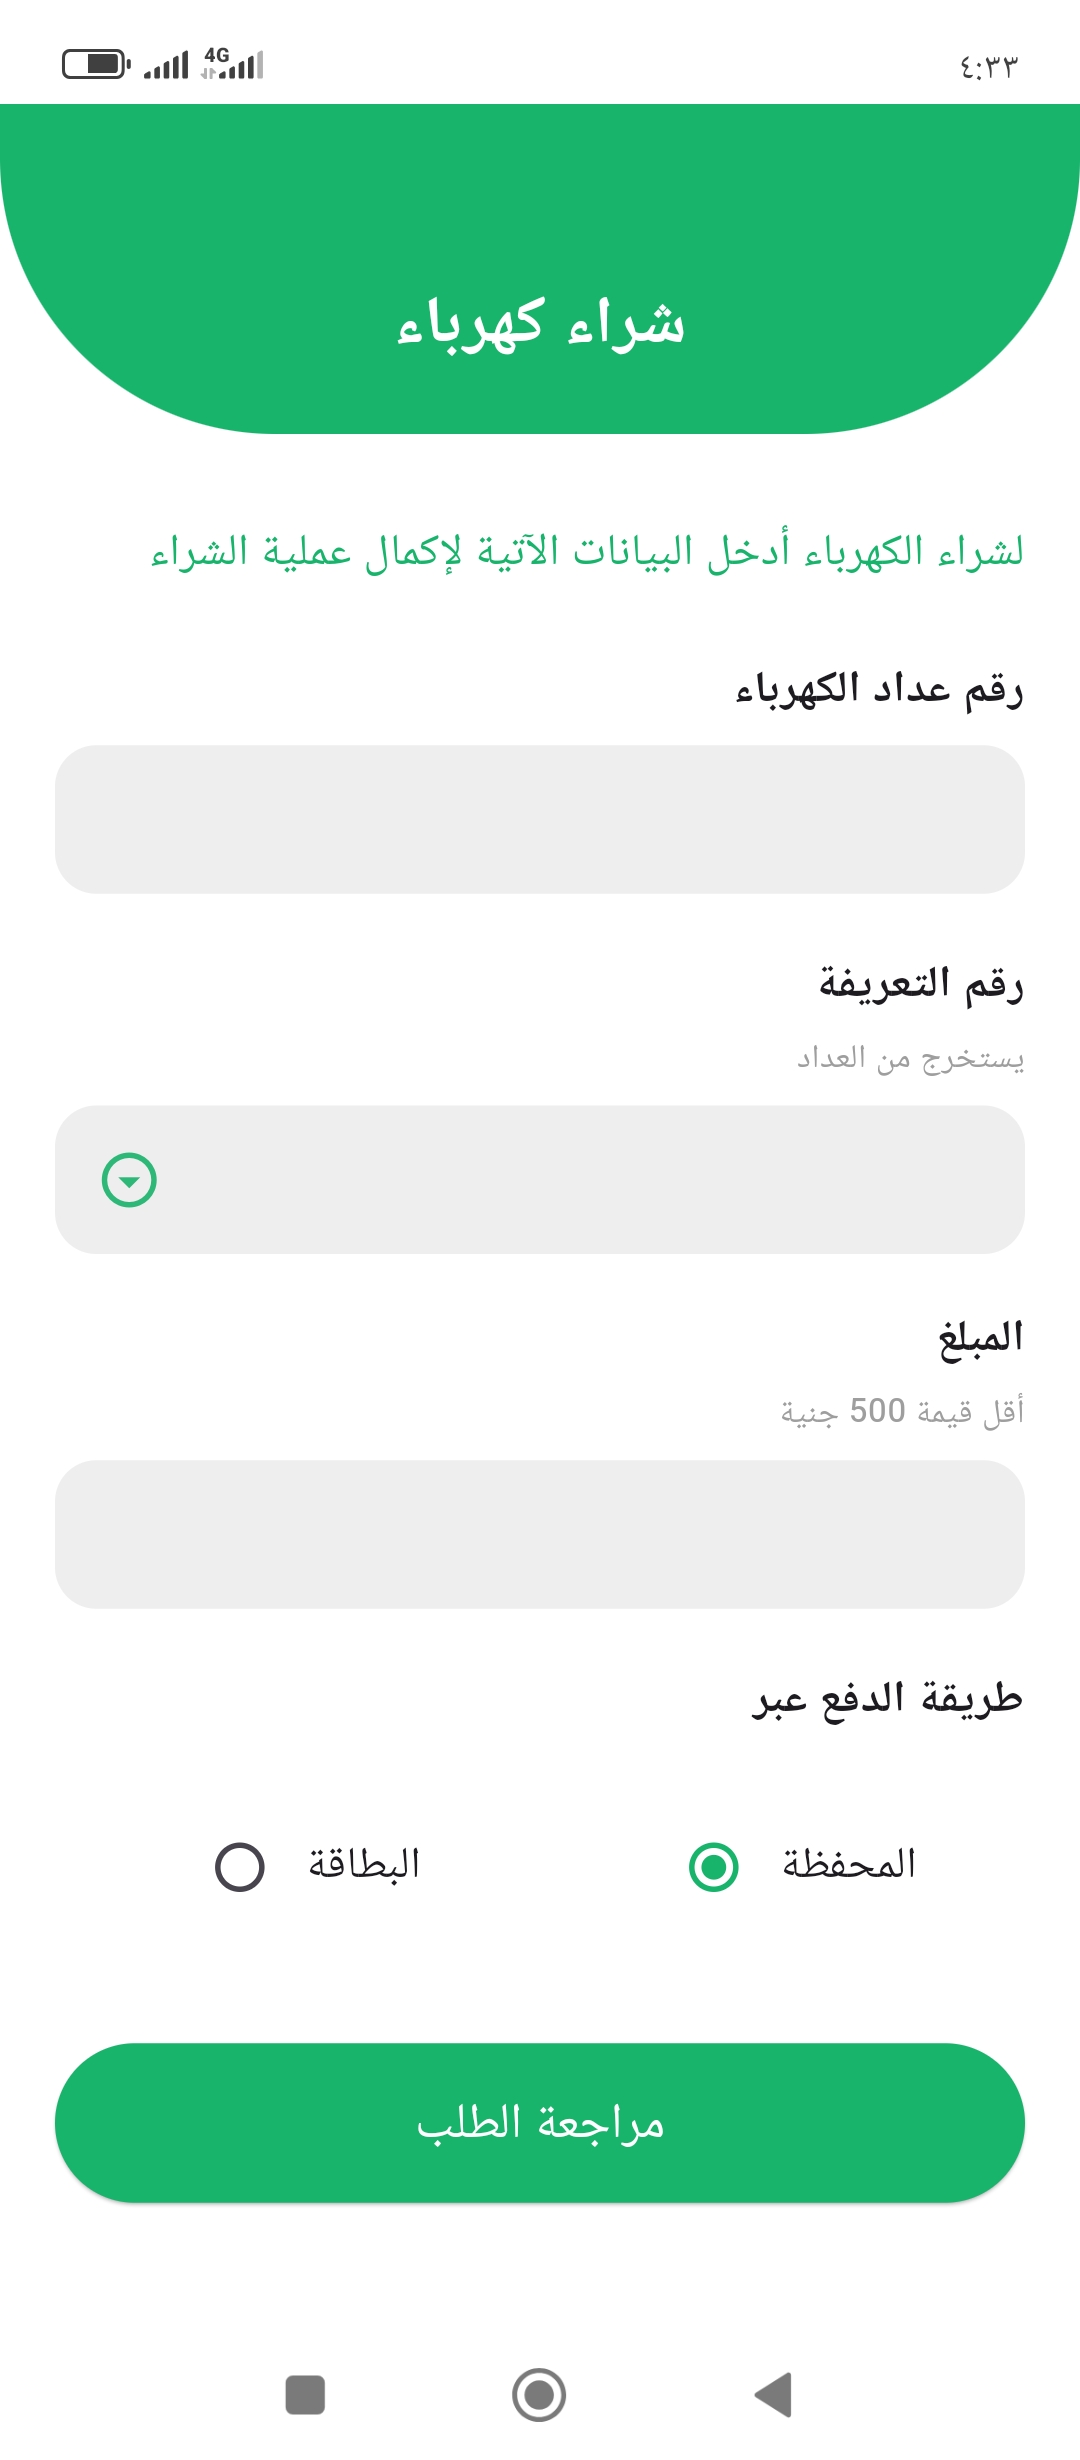 ٤:٣٣
4G
شراء كهرباء
لشراء الكهرباء أدخل البيانات الآتية لإكمال عملية الشراء
رقم عداد الكهرباء
رقم التعريفة
يستخرج من العداد
المبلغ
أقل قيمة 500 جنية
طريقة الدفع عبر
المحفظة
البطاقة
مراجعة الطلب